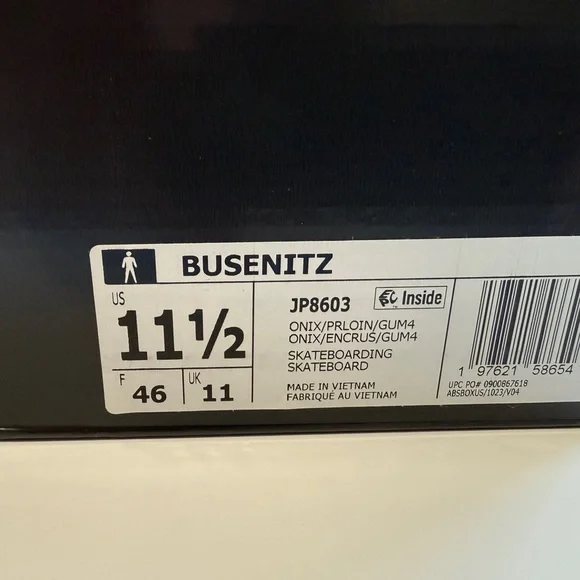 BUSENITZ
US
11½
F 46
UK 11
JP8603
Inside
ONIX/PRLOIN/GUM4
ONIX/ENCRUS/GUM4
SKATEBOARDING
SKATEBOARD
MADE IN VIETNAM
FABRIQUÉ AU VIETNAM
1 97621 58654
UPC PO# 0900867618
ABSBOXUS/1023/V04